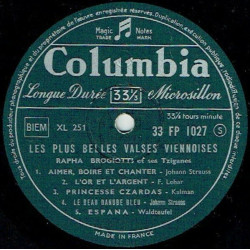 Magic Notes
TRADE MARK
Columbia
Longue Durée 33⅓ Microsillon
BIEM XL 251
33⅓ tours minute
33 FP 1027 S
LES PLUS BELLES VALSES VIENNOISES
RAPHA BROGIOTTI et ses Tziganes
1. AIMER, BOIRE ET CHANTER - Johann Strauss
2. L'OR ET L'ARGENT - F. Lehar
3. PRINCESSE CZARDAS - Kalman
4. LE BEAU DANUBE BLEU - Johann Strauss
5. ESPANA - Waldteufel
MADE IN FRANCE